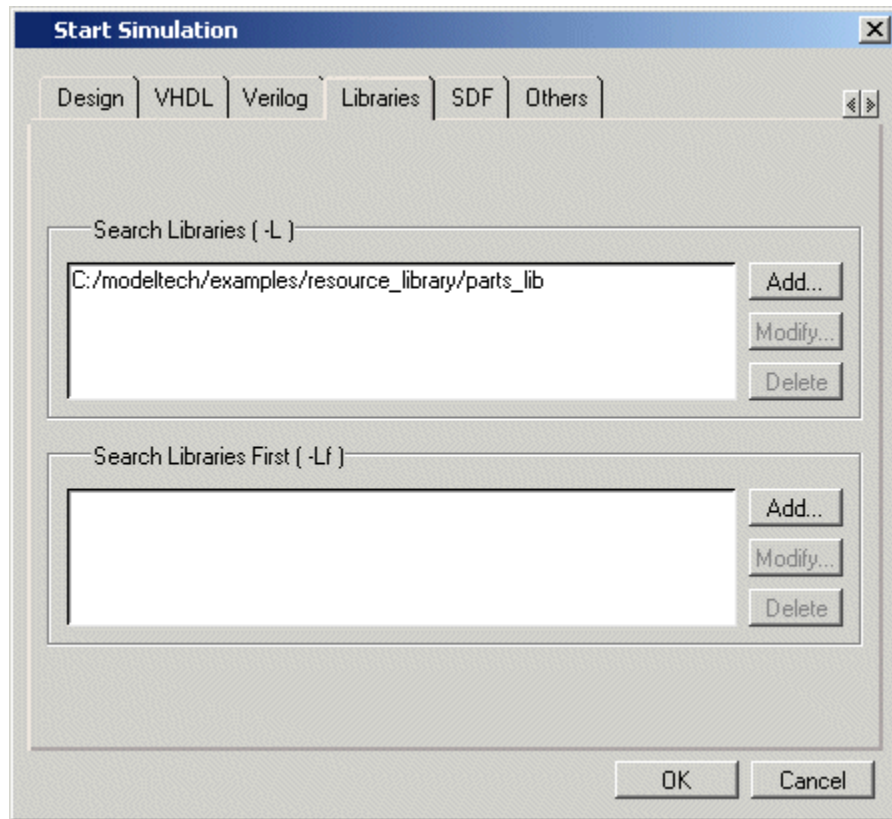 Start Simulation
Design VHDL Verilog Libraries SDF Others
Search Libraries ( -L )
C:/modeltech/examples/resource_library/parts_lib
Add...
Modify...
Delete
Search Libraries First ( -Lf )
Add...
Modify...
Delete
OK Cancel